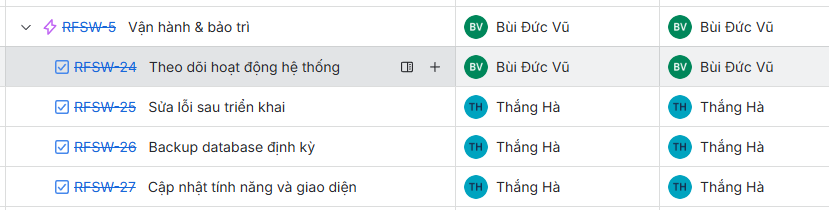 RFSW-5 Vận hành & bảo trì BV Bùi Đức Vũ BV Bùi Đức Vũ
RFSW-24 Theo dõi hoạt động hệ thống BV Bùi Đức Vũ BV Bùi Đức Vũ
RFSW-25 Sửa lỗi sau triển khai TH Thắng Hà TH Thắng Hà
RFSW-26 Backup database định kỳ TH Thắng Hà TH Thắng Hà
RFSW-27 Cập nhật tính năng và giao diện TH Thắng Hà TH Thắng Hà